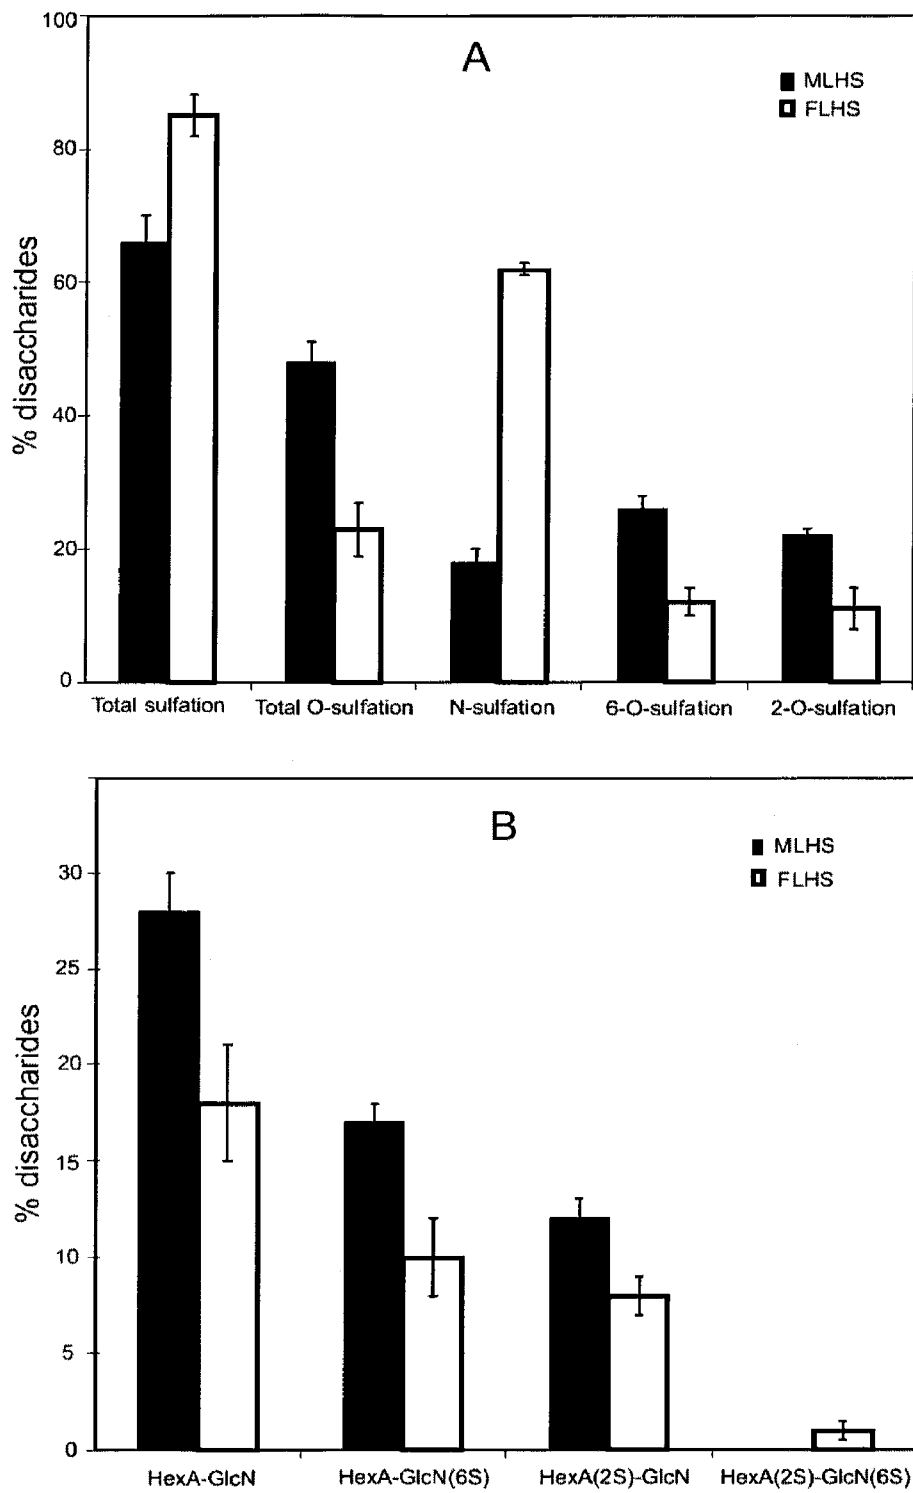 100
A
MLHS
FLHS
80
60
40
20
0
% disaccharides
Total sulfation Total O-sulfation N-sulfation 6-O-sulfation 2-O-sulfation
B
MLHS
FLHS
30
25
20
15
10
5
0
% disaccharides
HexA-GlcN HexA-GlcN(6S) HexA(2S)-GlcN HexA(2S)-GlcN(6S)